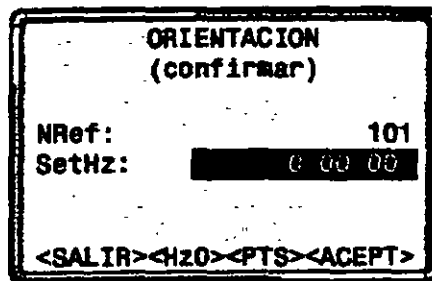 ORIENTACION
(confirmar)
NRef: 101
SetHz: 0 00 00
<SALIR><HzO><PTS><ACEPT>